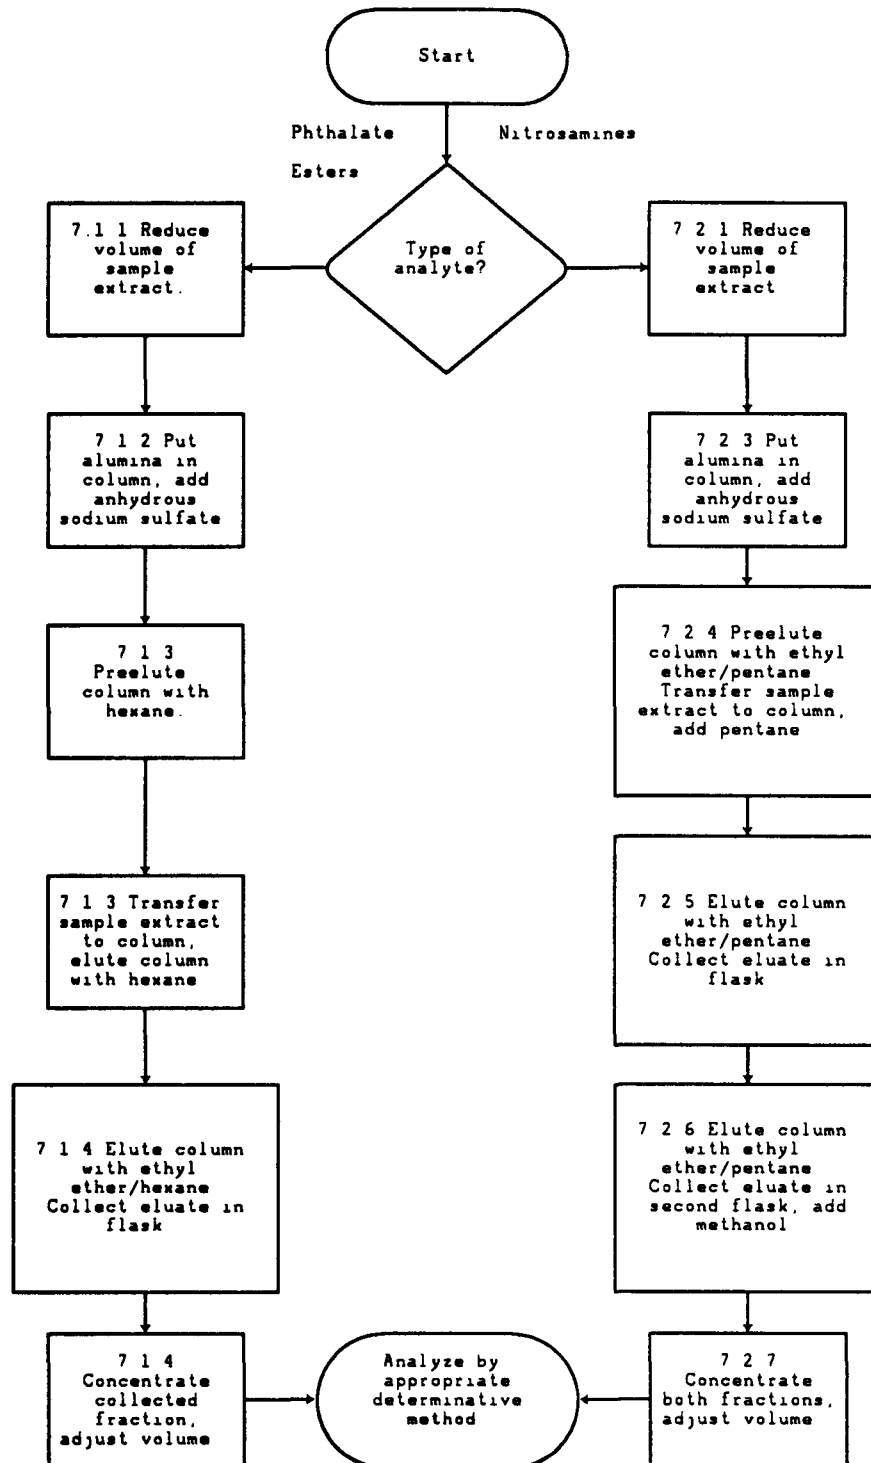 Start
Phthalate
Esters
Nitrosamines
Type of
analyte?
7.1 1 Reduce
volume of
sample
extract.
7 1 2 Put
alumina in
column, add
anhydrous
sodium sulfate
7 1 3
Preelute
column with
hexane.
7 1 3 Transfer
sample extract
to column,
elute column
with hexane
7 1 4 Elute column
with ethyl
ether/hexane
Collect eluate in
flask
7 1 4
Concentrate
collected
fraction,
adjust volume
7 2 1 Reduce
volume of
sample
extract
7 2 3 Put
alumina in
column, add
anhydrous
sodium sulfate
7 2 4 Preelute
column with ethyl
ether/pentane
Transfer sample
extract to column,
add pentane
7 2 5 Elute column
with ethyl
ether/pentane
Collect eluate in
flask
7 2 6 Elute column
with ethyl
ether/pentane
Collect eluate in
second flask, add
methanol
7 2 7
Concentrate
both fractions,
adjust volume
Analyze by
appropriate
determinative
method